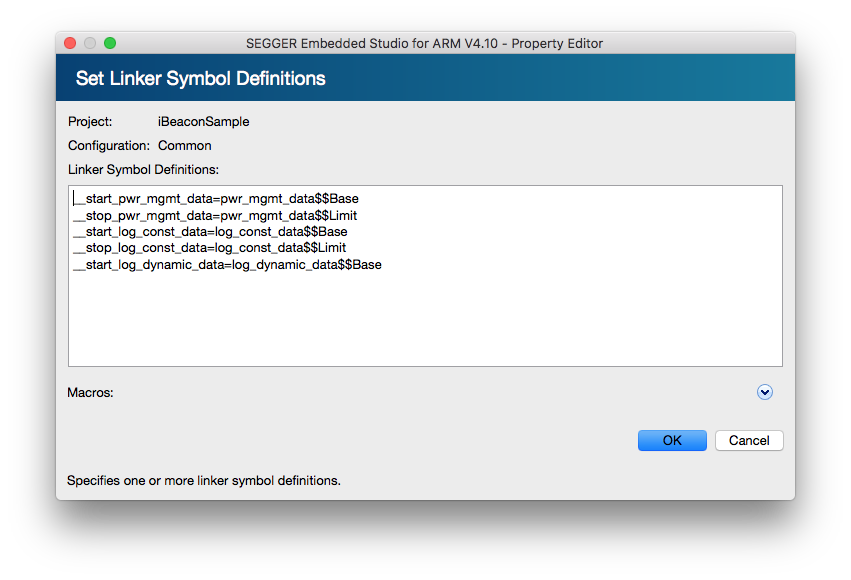 SEGGER Embedded Studio for ARM V4.10 - Property Editor
Set Linker Symbol Definitions
Project: iBeaconSample
Configuration: Common
Linker Symbol Definitions:
__start_pwr_mgmt_data=pwr_mgmt_data$$Base
__stop_pwr_mgmt_data=pwr_mgmt_data$$Limit
__start_log_const_data=log_const_data$$Base
__stop_log_const_data=log_const_data$$Limit
__start_log_dynamic_data=log_dynamic_data$$Base
Macros:
OK Cancel
Specifies one or more linker symbol definitions.